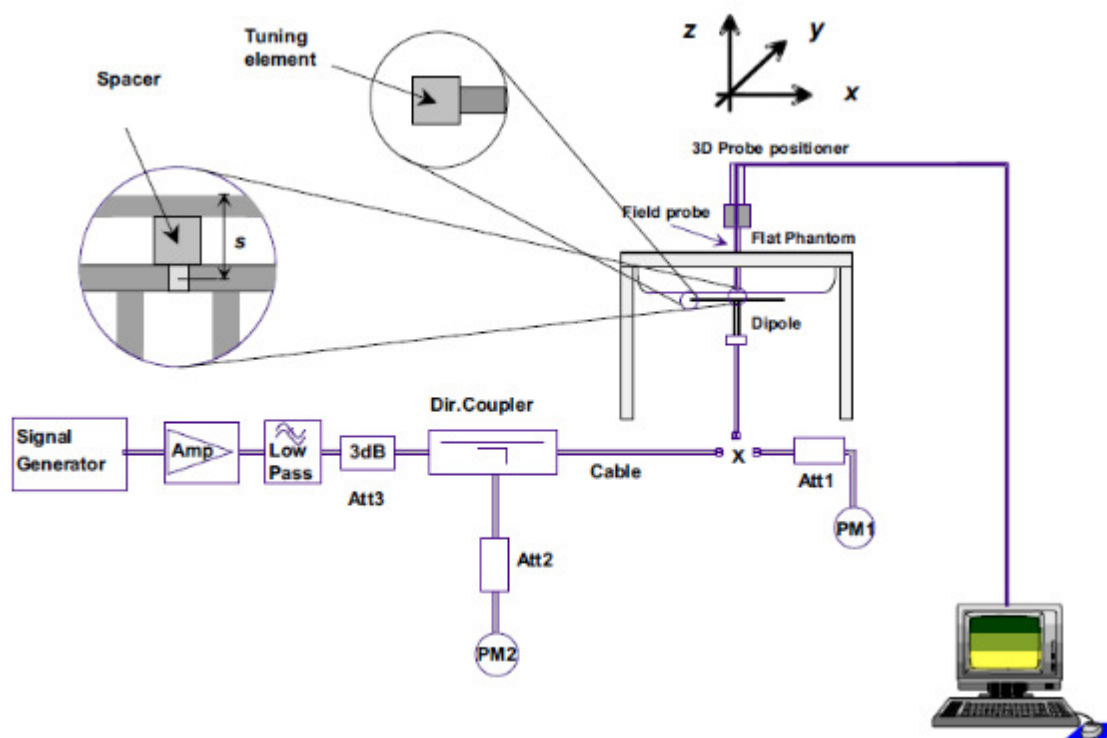 Tuning
element
Spacer
s
z
y
x
3D Probe positioner
Field probe
Flat Phantom
Dipole
Dir.Coupler
Signal
Generator
Amp
Low
Pass
3dB
Att3
Cable
X
Att1
PM1
Att2
PM2